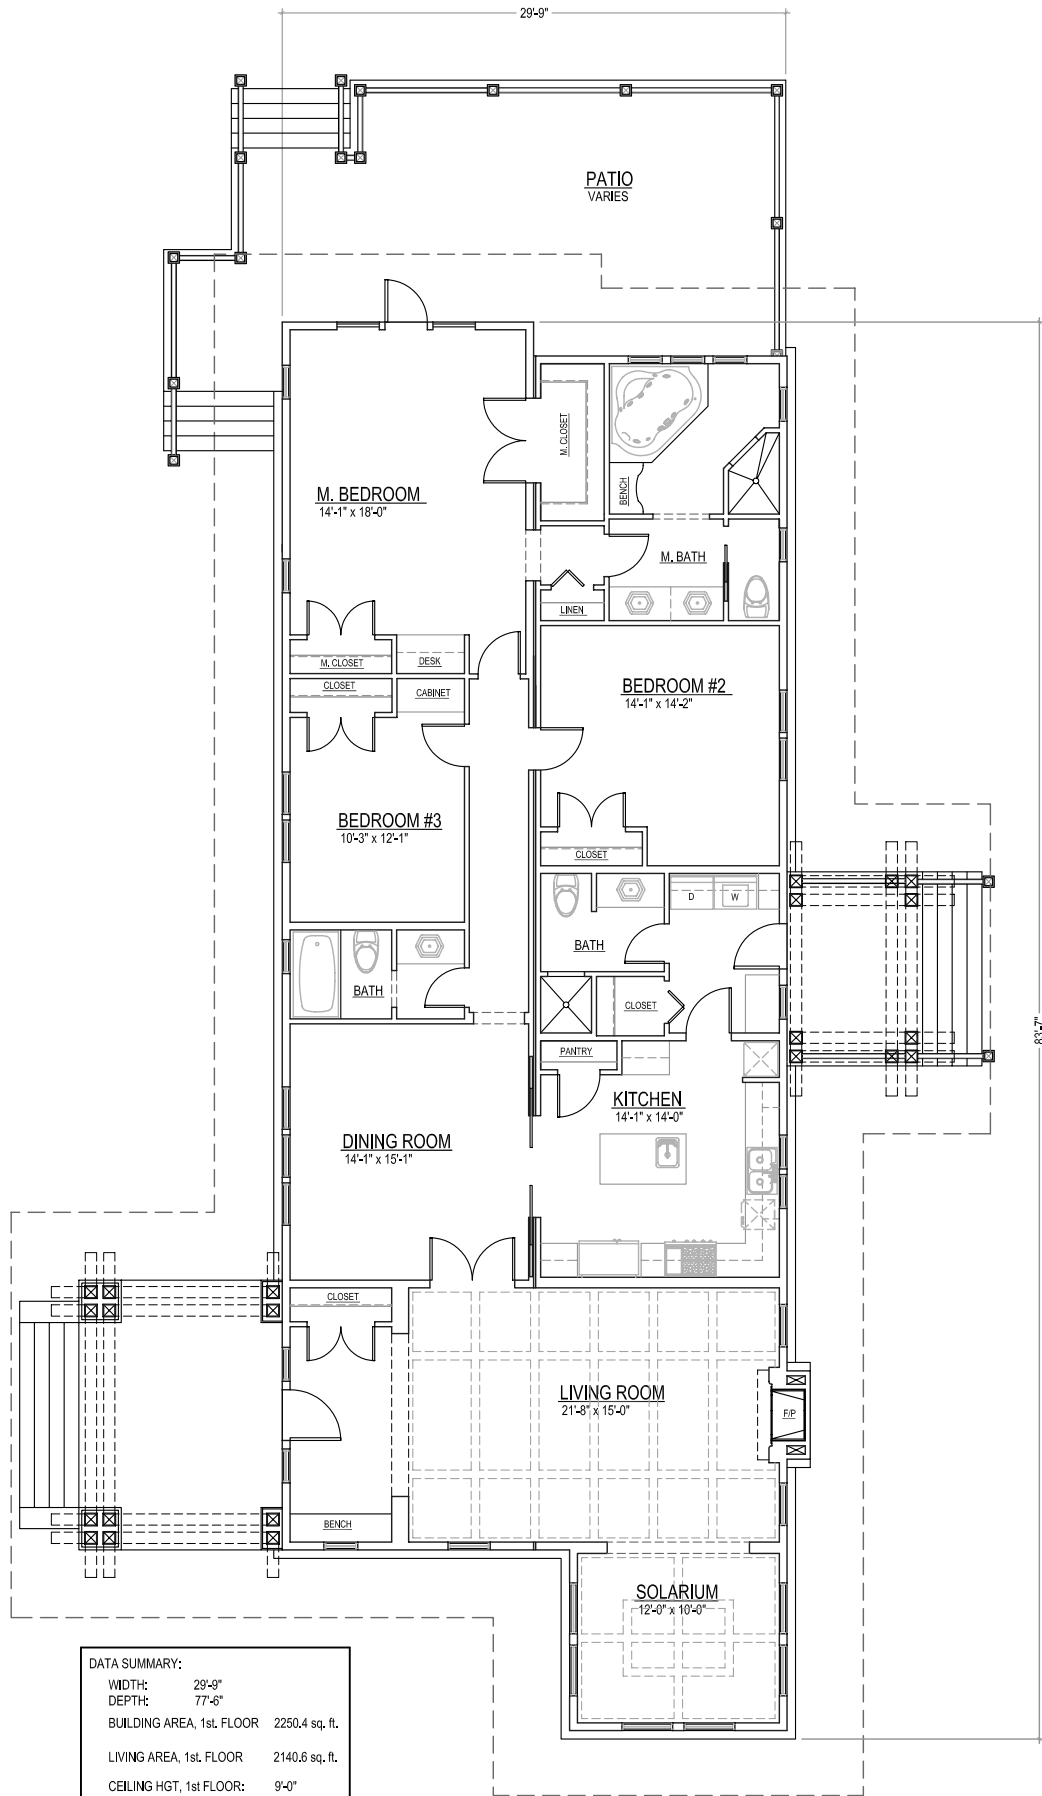 29'-9"
PATIO
VARIES
M. CLOSET
BENCH
M. BEDROOM
14'-1" x 18'-0"
M. BATH
LINEN
M. CLOSET
DESK
CLOSET
CABINET
BEDROOM #2
14'-1" x 14'-2"
BEDROOM #3
10'-3" x 12'-1"
CLOSET
D
W
BATH
BATH
CLOSET
83'-7"
PANTRY
KITCHEN
14'-1" x 14'-0"
DINING ROOM
14'-1" x 15'-1"
CLOSET
LIVING ROOM
21'-8" x 15'-0"
F/P
BENCH
SOLARIUM
12'-0" x 10'-0"
DATA SUMMARY:
WIDTH: 29'-9"
DEPTH: 77'-6"
BUILDING AREA, 1st. FLOOR 2250.4 sq. ft.
LIVING AREA, 1st. FLOOR 2140.6 sq. ft.
CEILING HGT, 1st FLOOR: 9'-0"